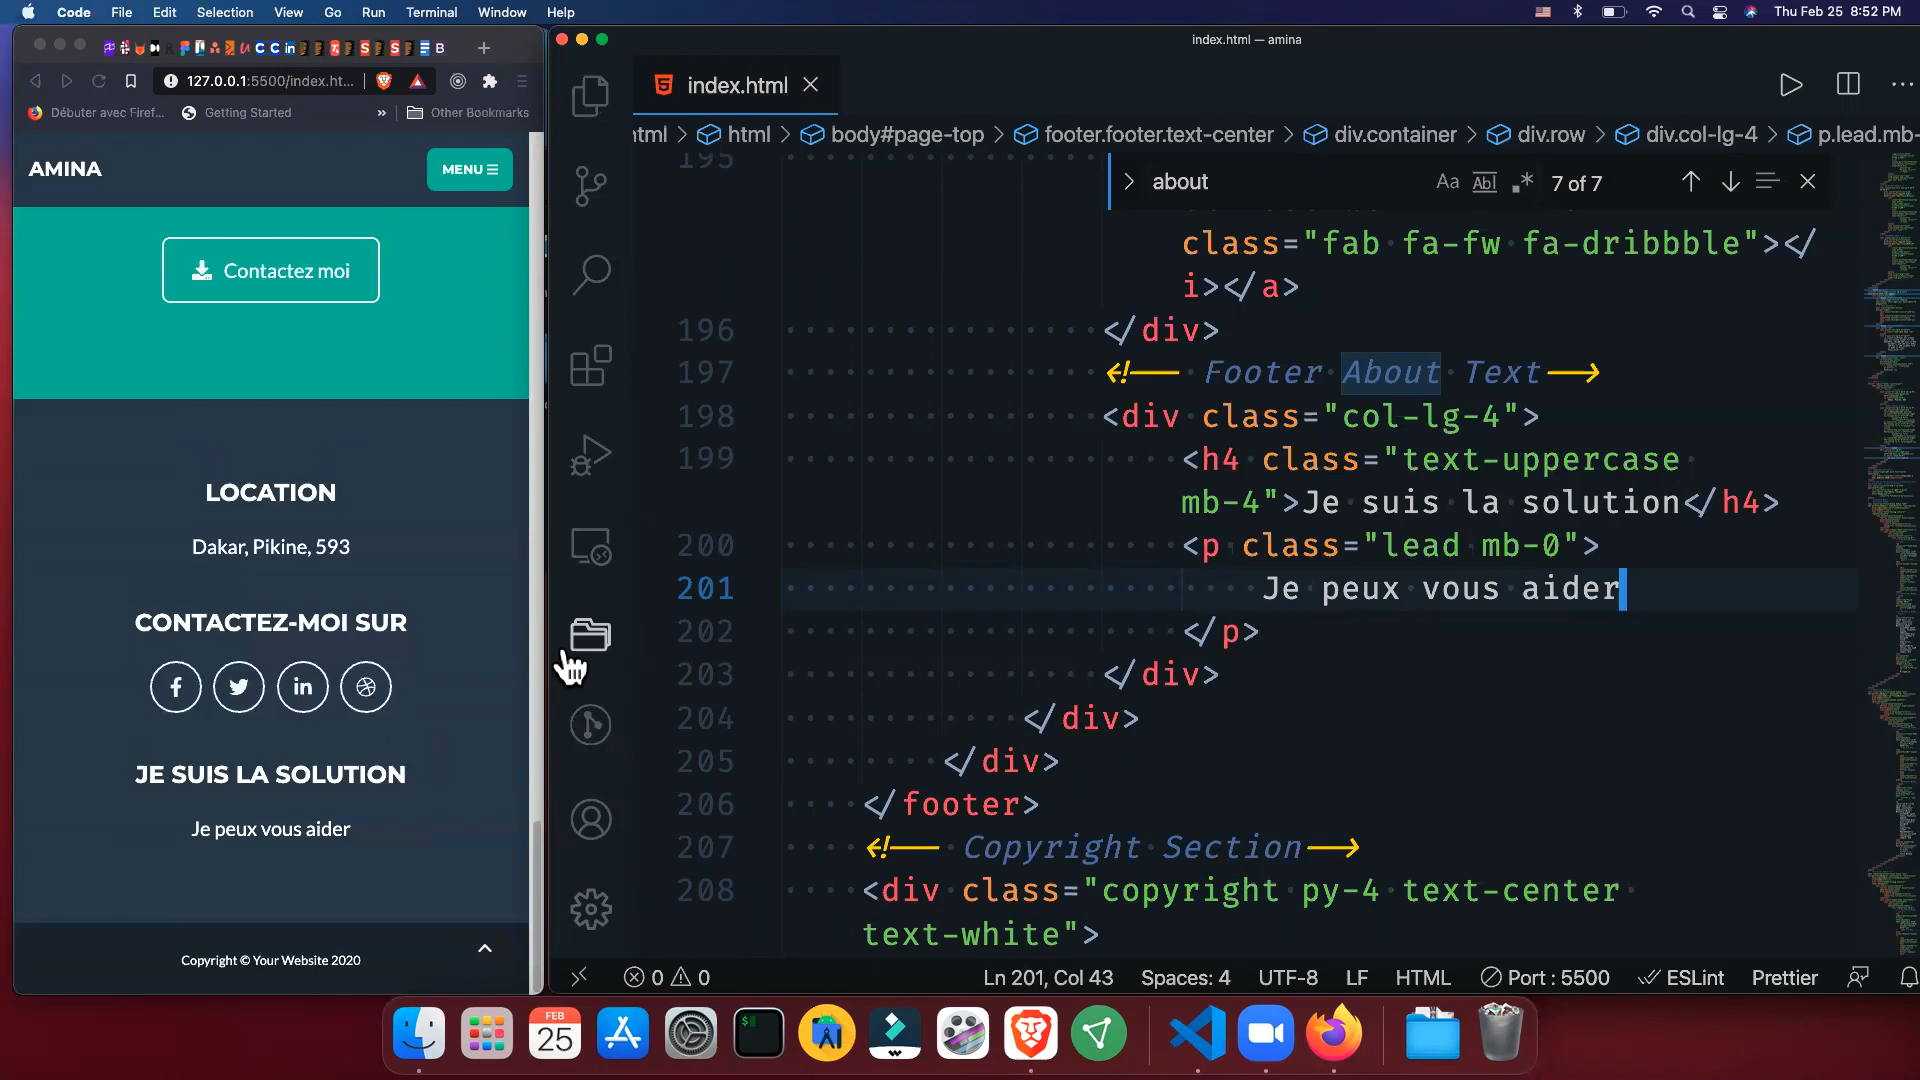 Code File Edit Selection View Go Run Terminal Window Help
Thu Feb 25 8:52 PM
127.0.0.1:5500/index.ht...
Débuter avec Firef...
Getting Started
»
Other Bookmarks
AMINA
MENU
Contactez moi
LOCATION
Dakar, Pikine, 593
CONTACTEZ-MOI SUR
JE SUIS LA SOLUTION
Je peux vous aider
Copyright © Your Website 2020
index.html — amina
index.html
html > body#page-top > footer.footer.text-center > div.container > div.row > div.col-lg-4 > p.lead.mb-
about
Aa Abl .* 7 of 7
195
class="fab fa-fw fa-dribbble"></
i></a>
196 </div>
197 <!-- Footer About Text-->
198 <div class="col-lg-4">
199 <h4 class="text-uppercase
mb-4">Je suis la solution</h4>
200 <p class="lead mb-0">
201 Je peux vous aider
202 </p>
203 </div>
204 </div>
205 </div>
206 </footer>
207 <!-- Copyright Section-->
208 <div class="copyright py-4 text-center
text-white">
0 0
Ln 201, Col 43 Spaces: 4 UTF-8 LF HTML Port : 5500 ESLint Prettier
FEB
25